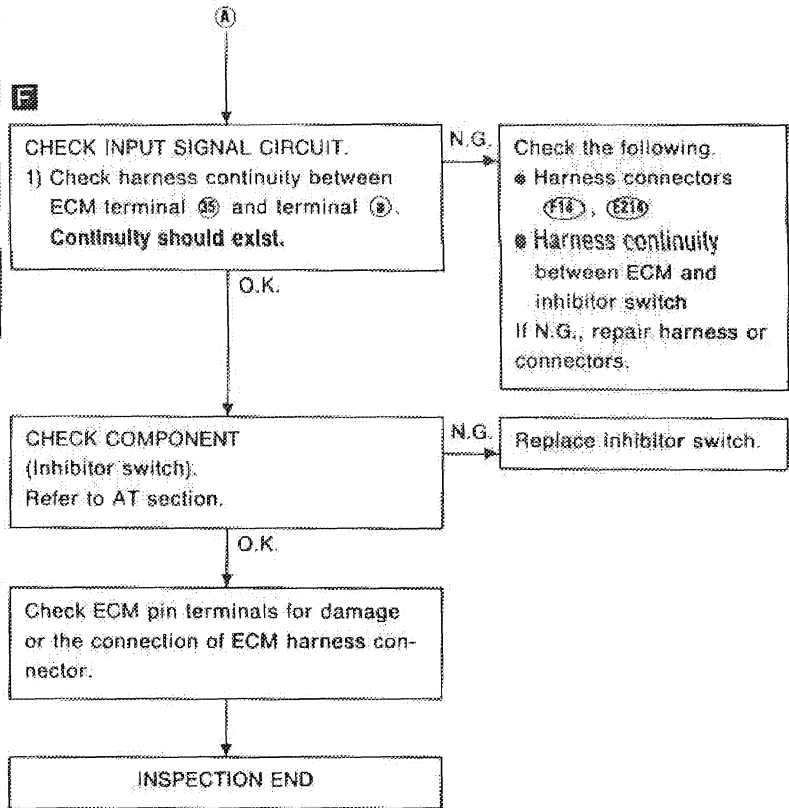 A
F
CHECK INPUT SIGNAL CIRCUIT.
1) Check harness continuity between
ECM terminal 35 and terminal a.
Continuity should exist.
N.G.
Check the following.
● Harness connectors
F16, E214
● Harness continuity
between ECM and
inhibitor switch
If N.G., repair harness or
connectors.
O.K.
CHECK COMPONENT
(Inhibitor switch).
Refer to AT section.
N.G.
Replace inhibitor switch.
O.K.
Check ECM pin terminals for damage
or the connection of ECM harness con-
nector.
INSPECTION END